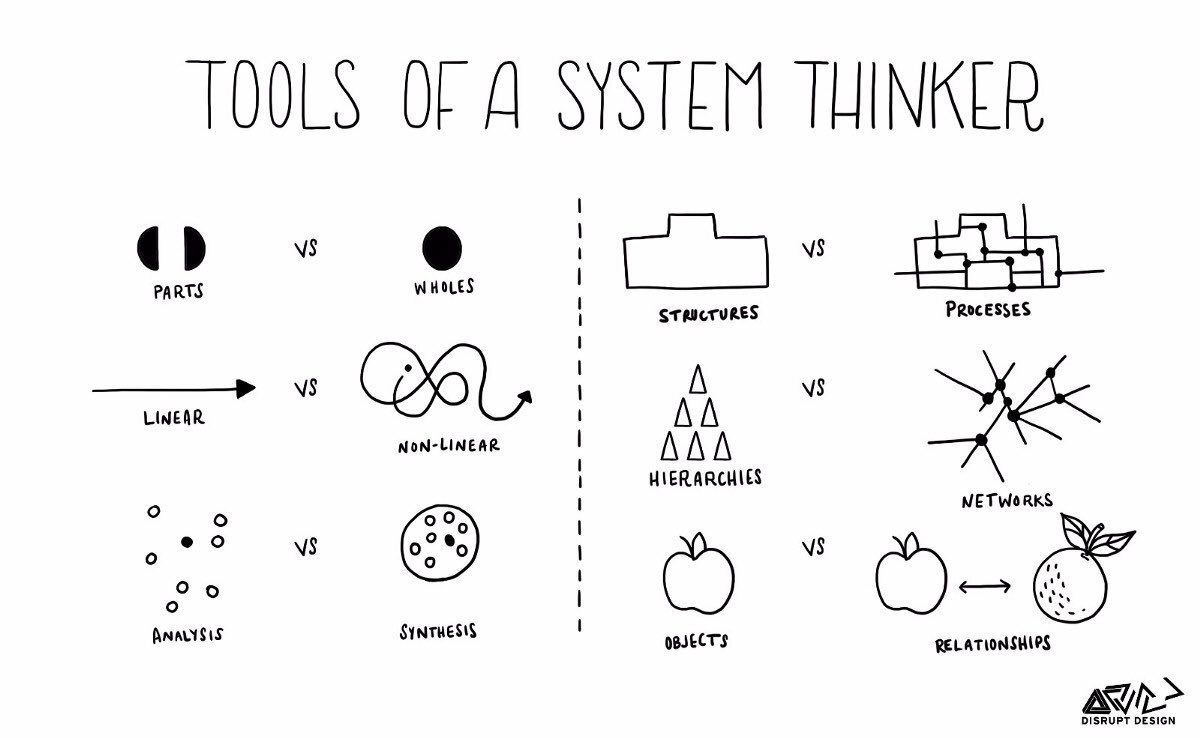 TOOLS OF A SYSTEM THINKER
PARTS
VS
WHOLES
LINEAR
VS
NON-LINEAR
ANALYSIS
VS
SYNTHESIS
STRUCTURES
VS
PROCESSES
HIERARCHIES
VS
NETWORKS
OBJECTS
VS
RELATIONSHIPS
DISRUPT DESIGN